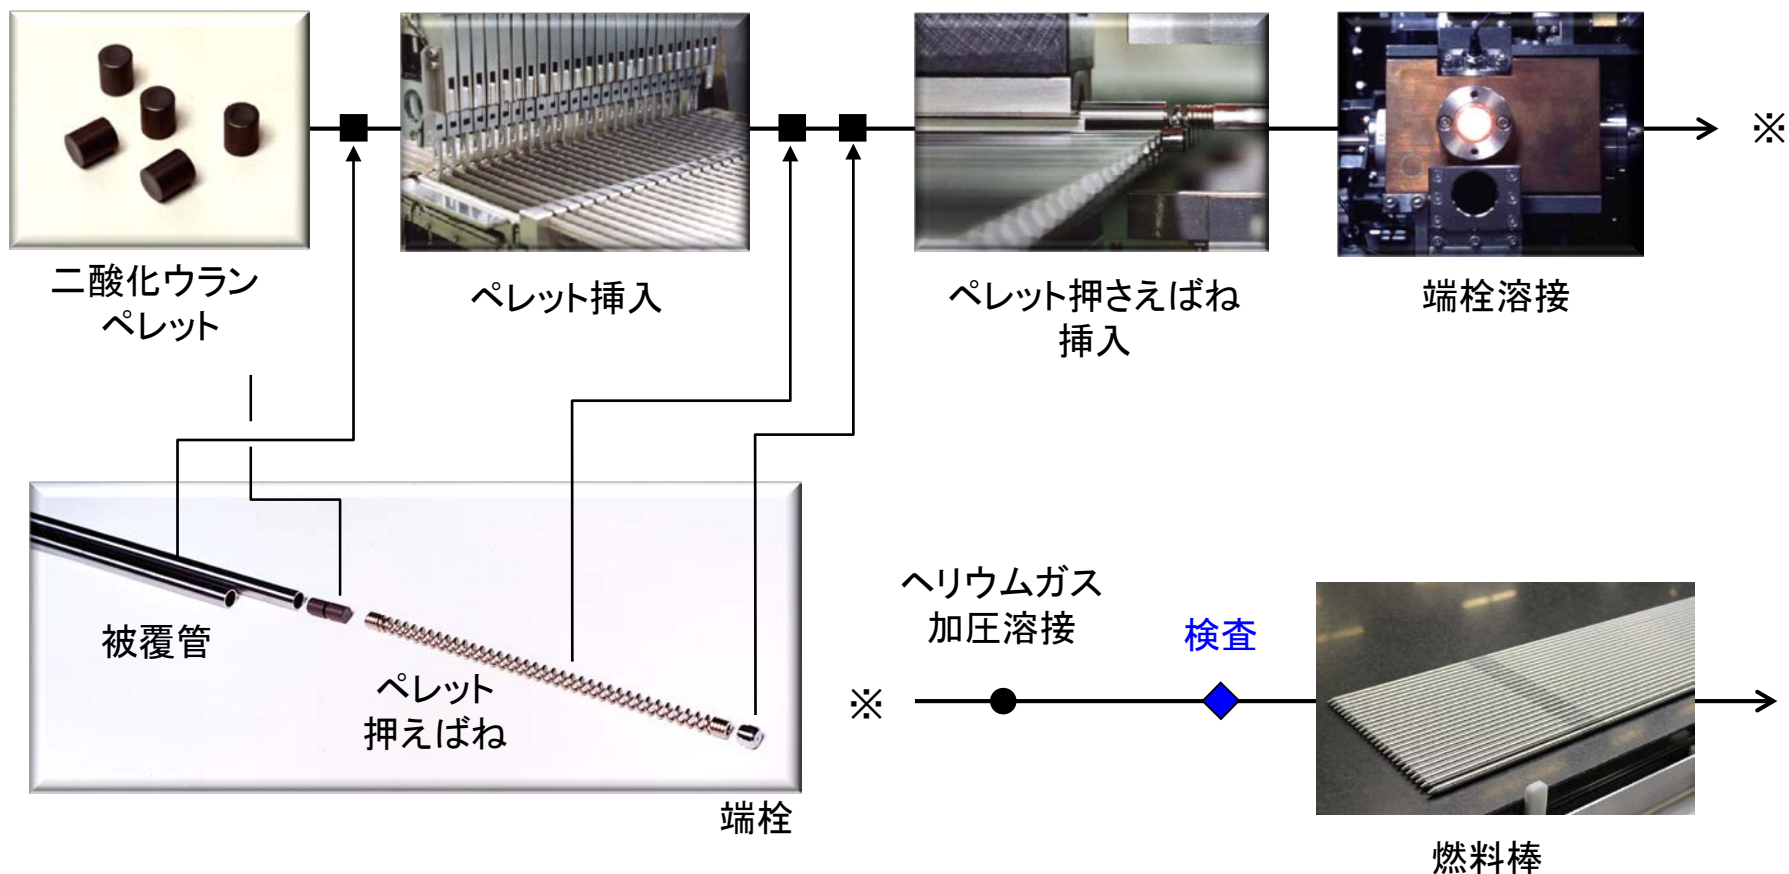 ※
二酸化ウラン
ペレット
ペレット挿入
ペレット押さえばね
挿入
端栓溶接
被覆管
ペレット
押えばね
端栓
ヘリウムガス
加圧溶接
検査
※
燃料棒